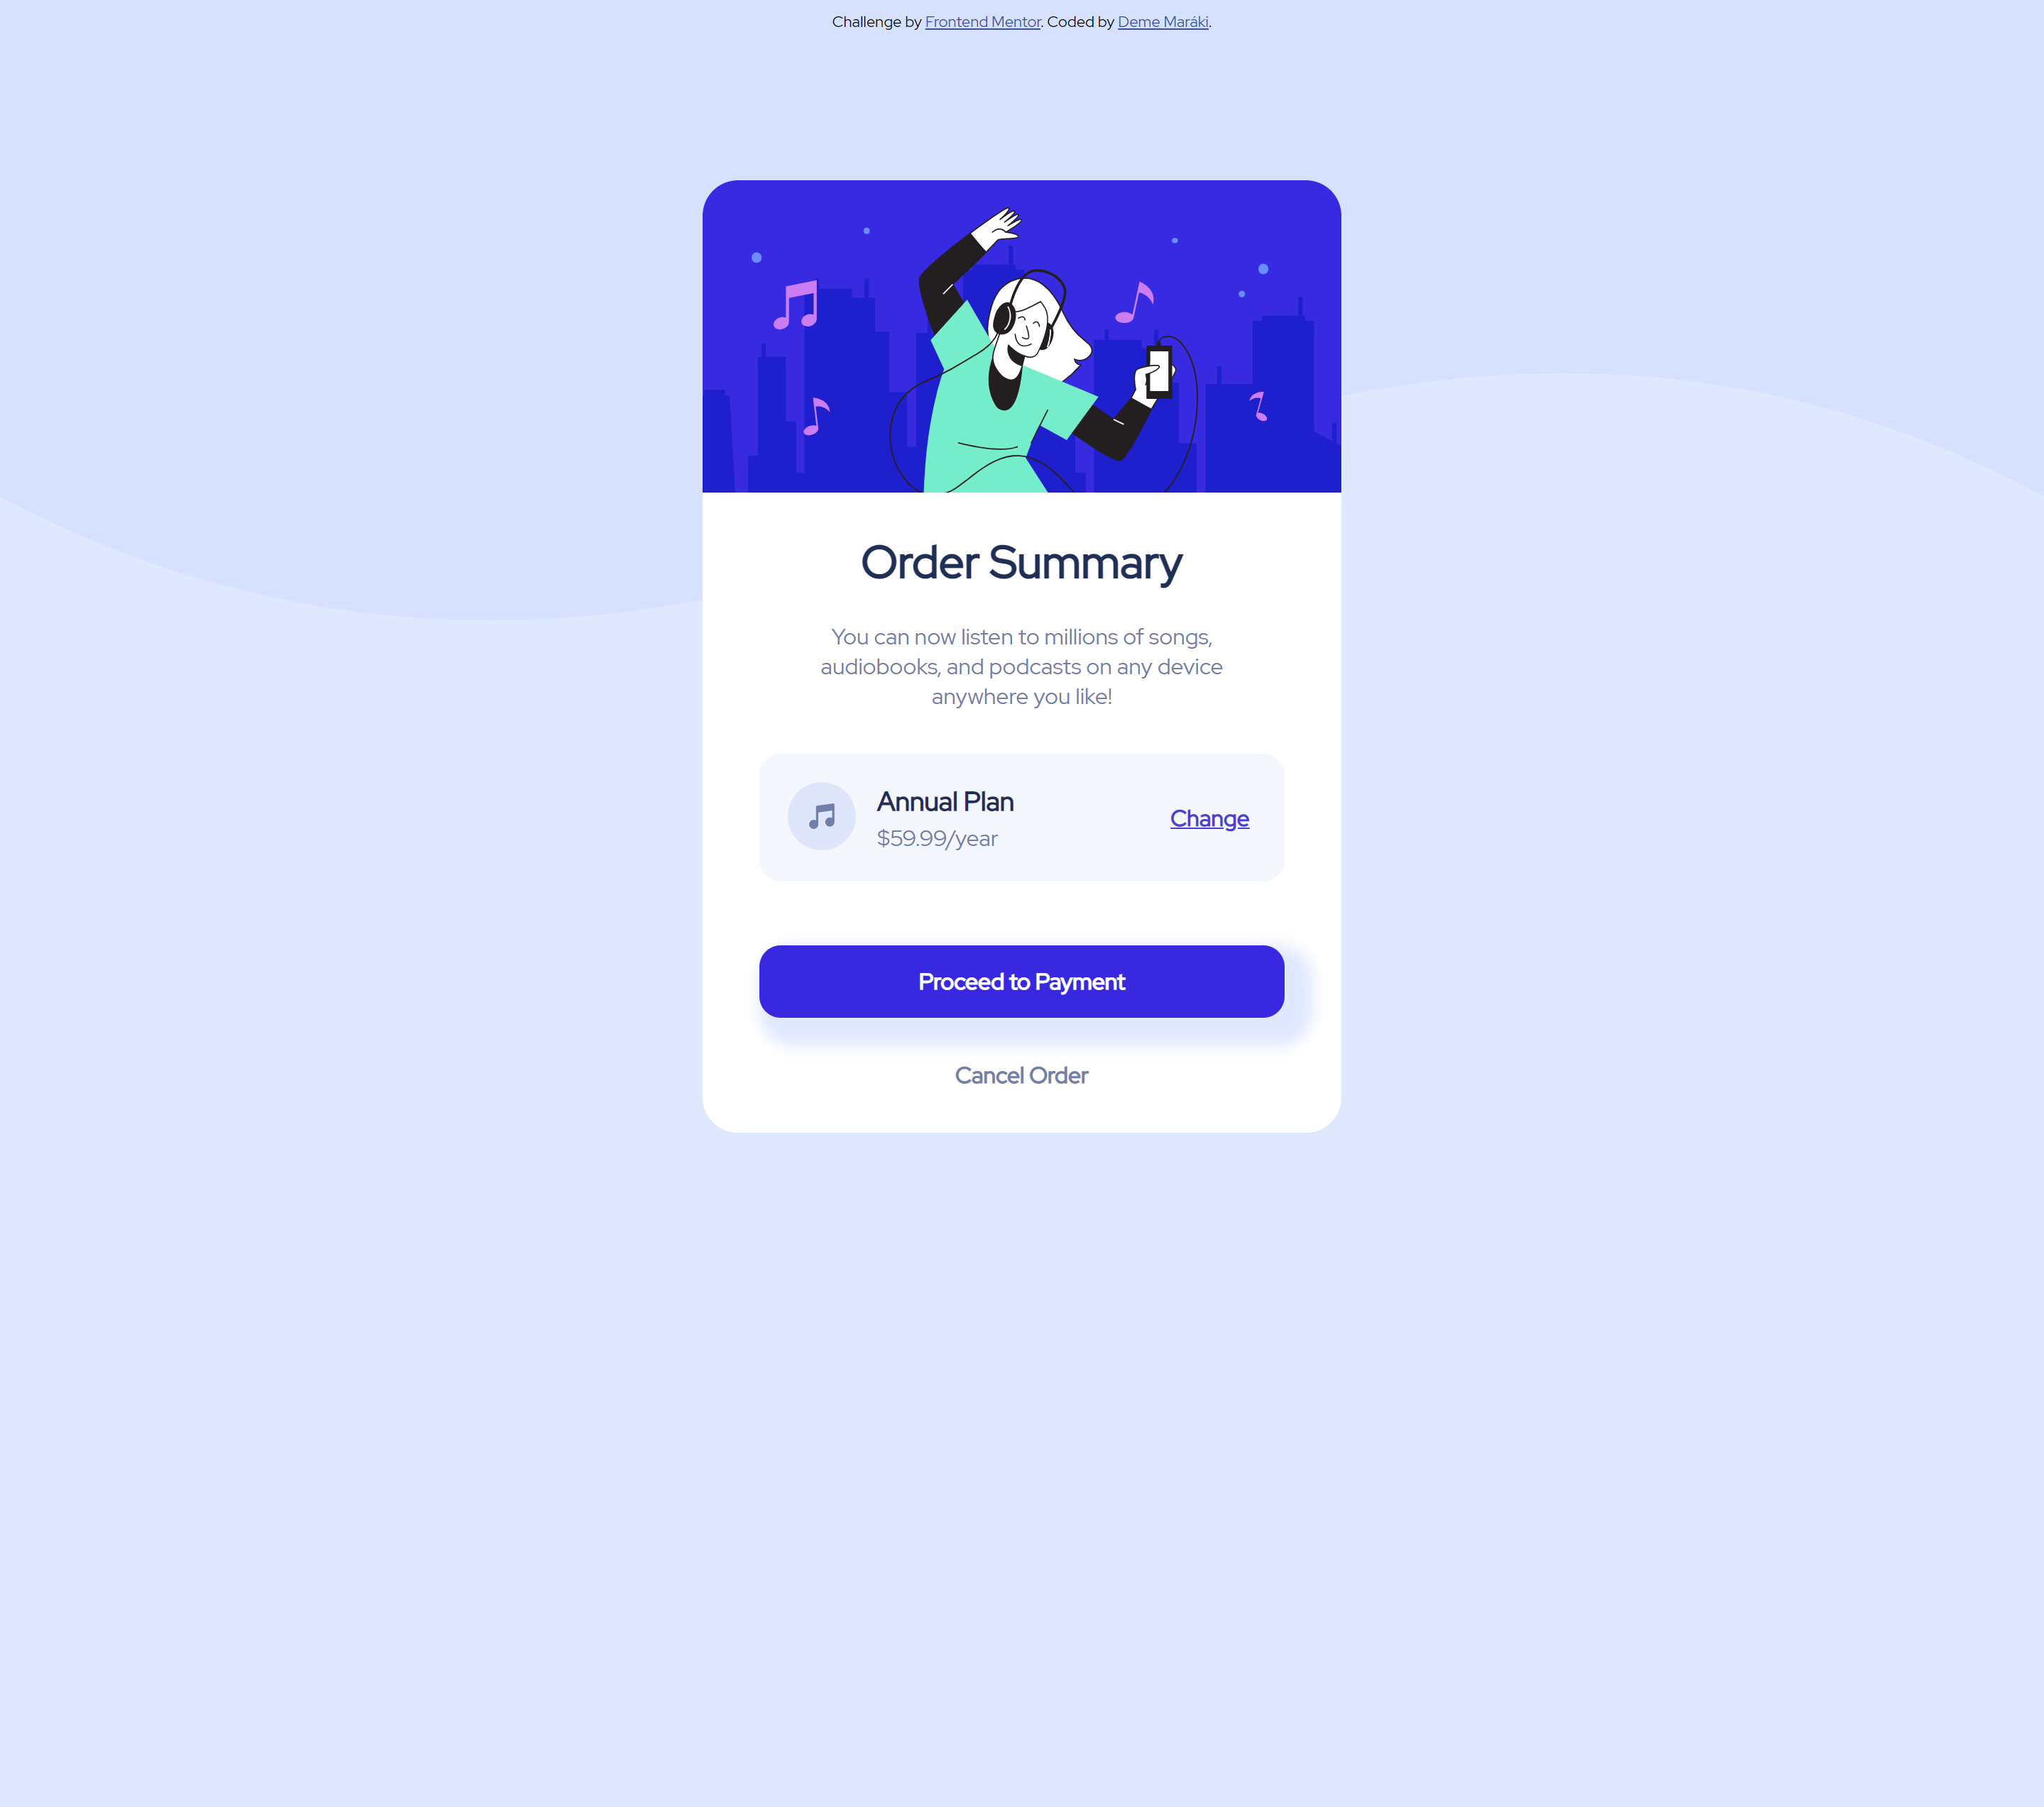 Challenge by Frontend Mentor. Coded by Deme Maráki.
Order Summary
You can now listen to millions of songs,
audiobooks, and podcasts on any device
anywhere you like!
Annual Plan
$59.99/year
Change
Proceed to Payment
Cancel Order